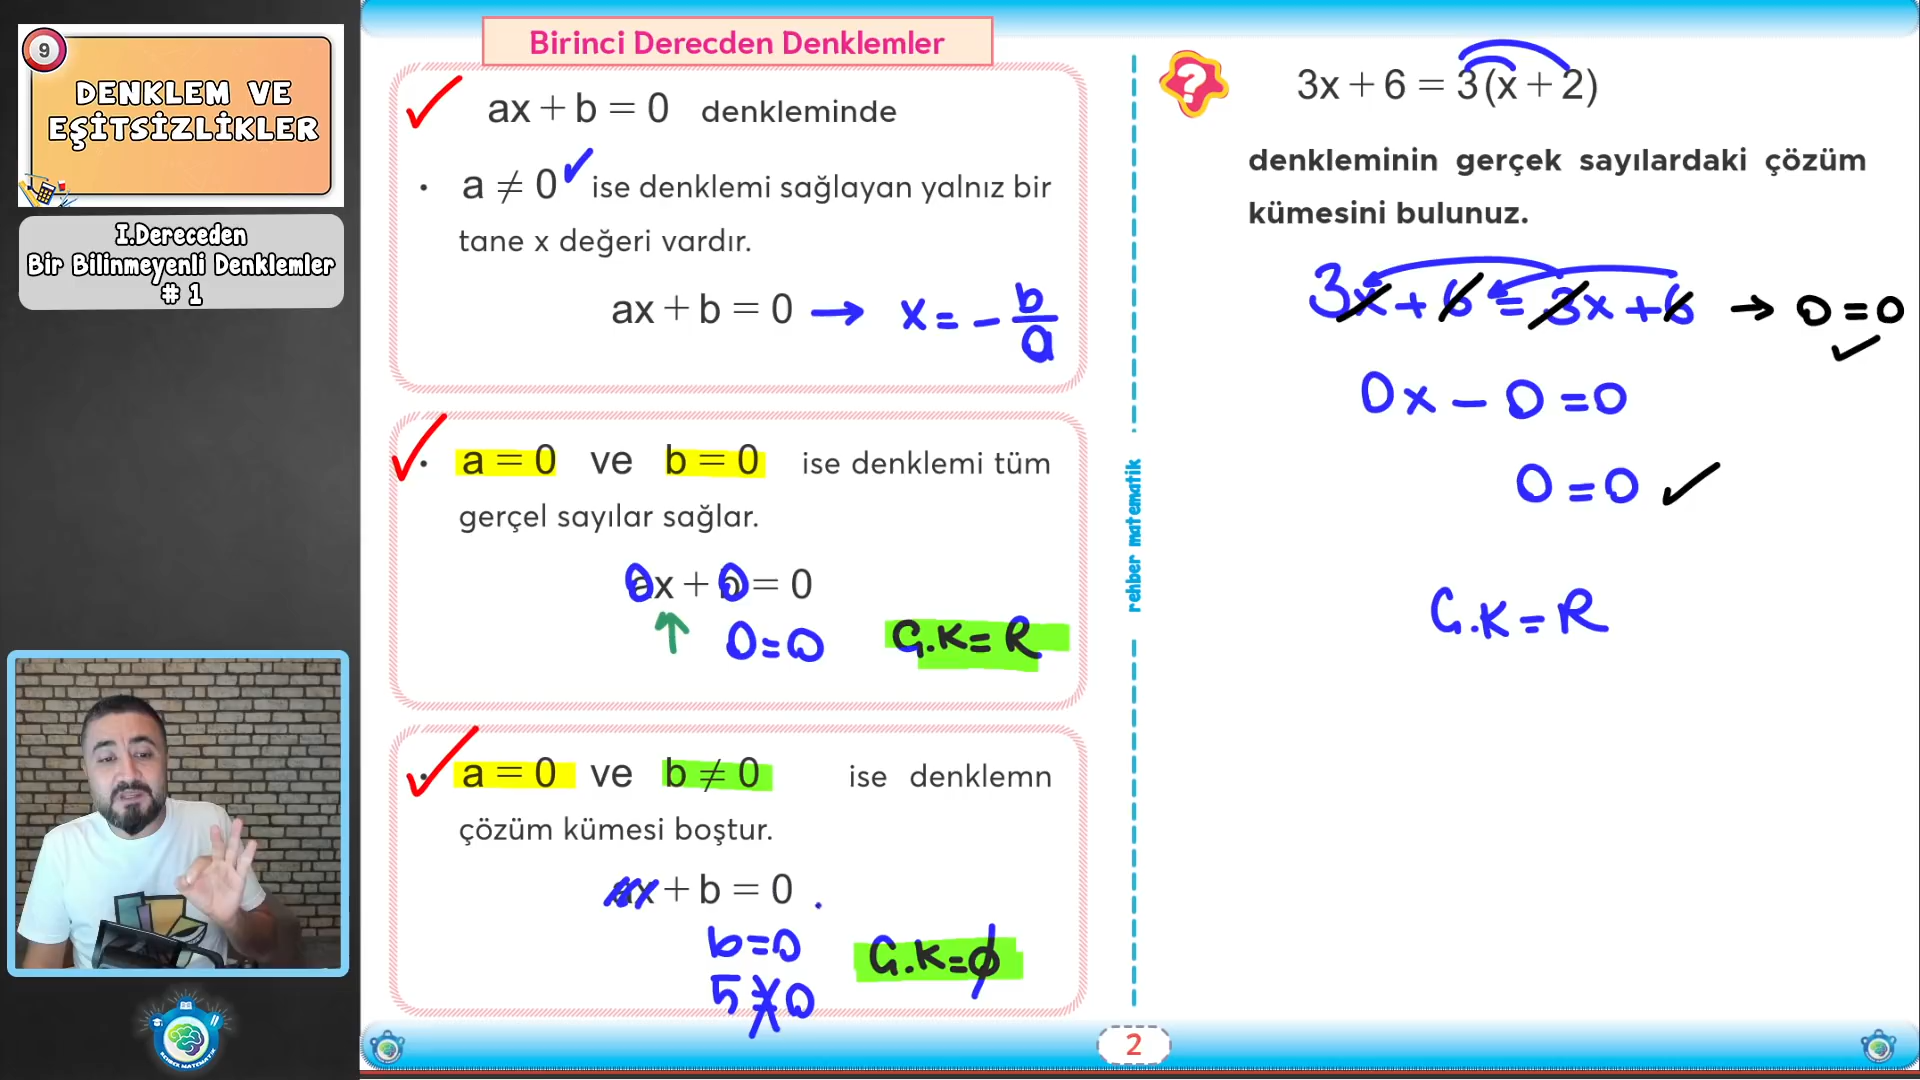 9
DENKLEM VE
EŞİTSİZLİKLER
I.Dereceden
Bir Bilinmeyenli Denklemler
# 1
Birinci Derecden Denklemler
ax + b = 0 denkleminde
• a ≠ 0 ise denklemi sağlayan yalnız bir
tane x değeri vardır.
ax + b = 0 → x = - b/a
• a = 0 ve b = 0 ise denklemi tüm
gerçel sayılar sağlar.
ax + b = 0
0 = 0
Ç.K = R
• a = 0 ve b ≠ 0 ise denklemn
çözüm kümesi boştur.
ax + b = 0
b = 0
Ç.K = ∅
5 ≠ 0
rehber matematik
?
3x + 6 = 3(x + 2)
denkleminin gerçek sayılardaki çözüm
kümesini bulunuz.
3x + 6 = 3x + 6 → 0 = 0
0x - 0 = 0
0 = 0
Ç.K = R
REHBER MATEMATİK
2